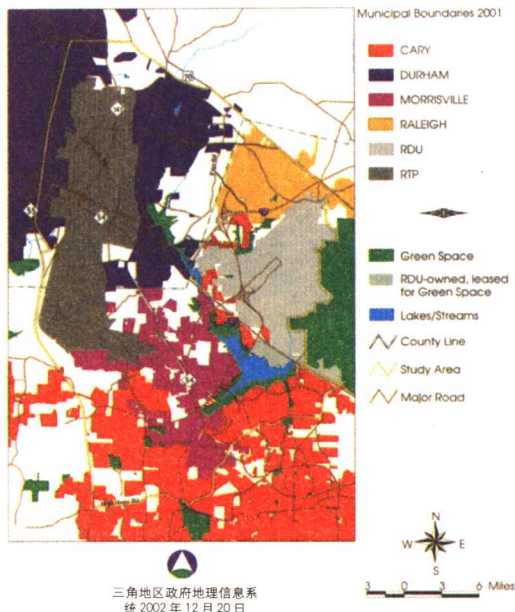 Municipal Boundaries 2001
CARY
DURHAM
MORRISVILLE
RALEIGH
RDU
RTP
Green Space
RDU-owned, leased
for Green Space
Lakes/Streams
County Line
Study Area
Major Road
N
W E
S
3 0 3 6 Miles
三角地区政府地理信息系
统 2002 年 12 月 20 日